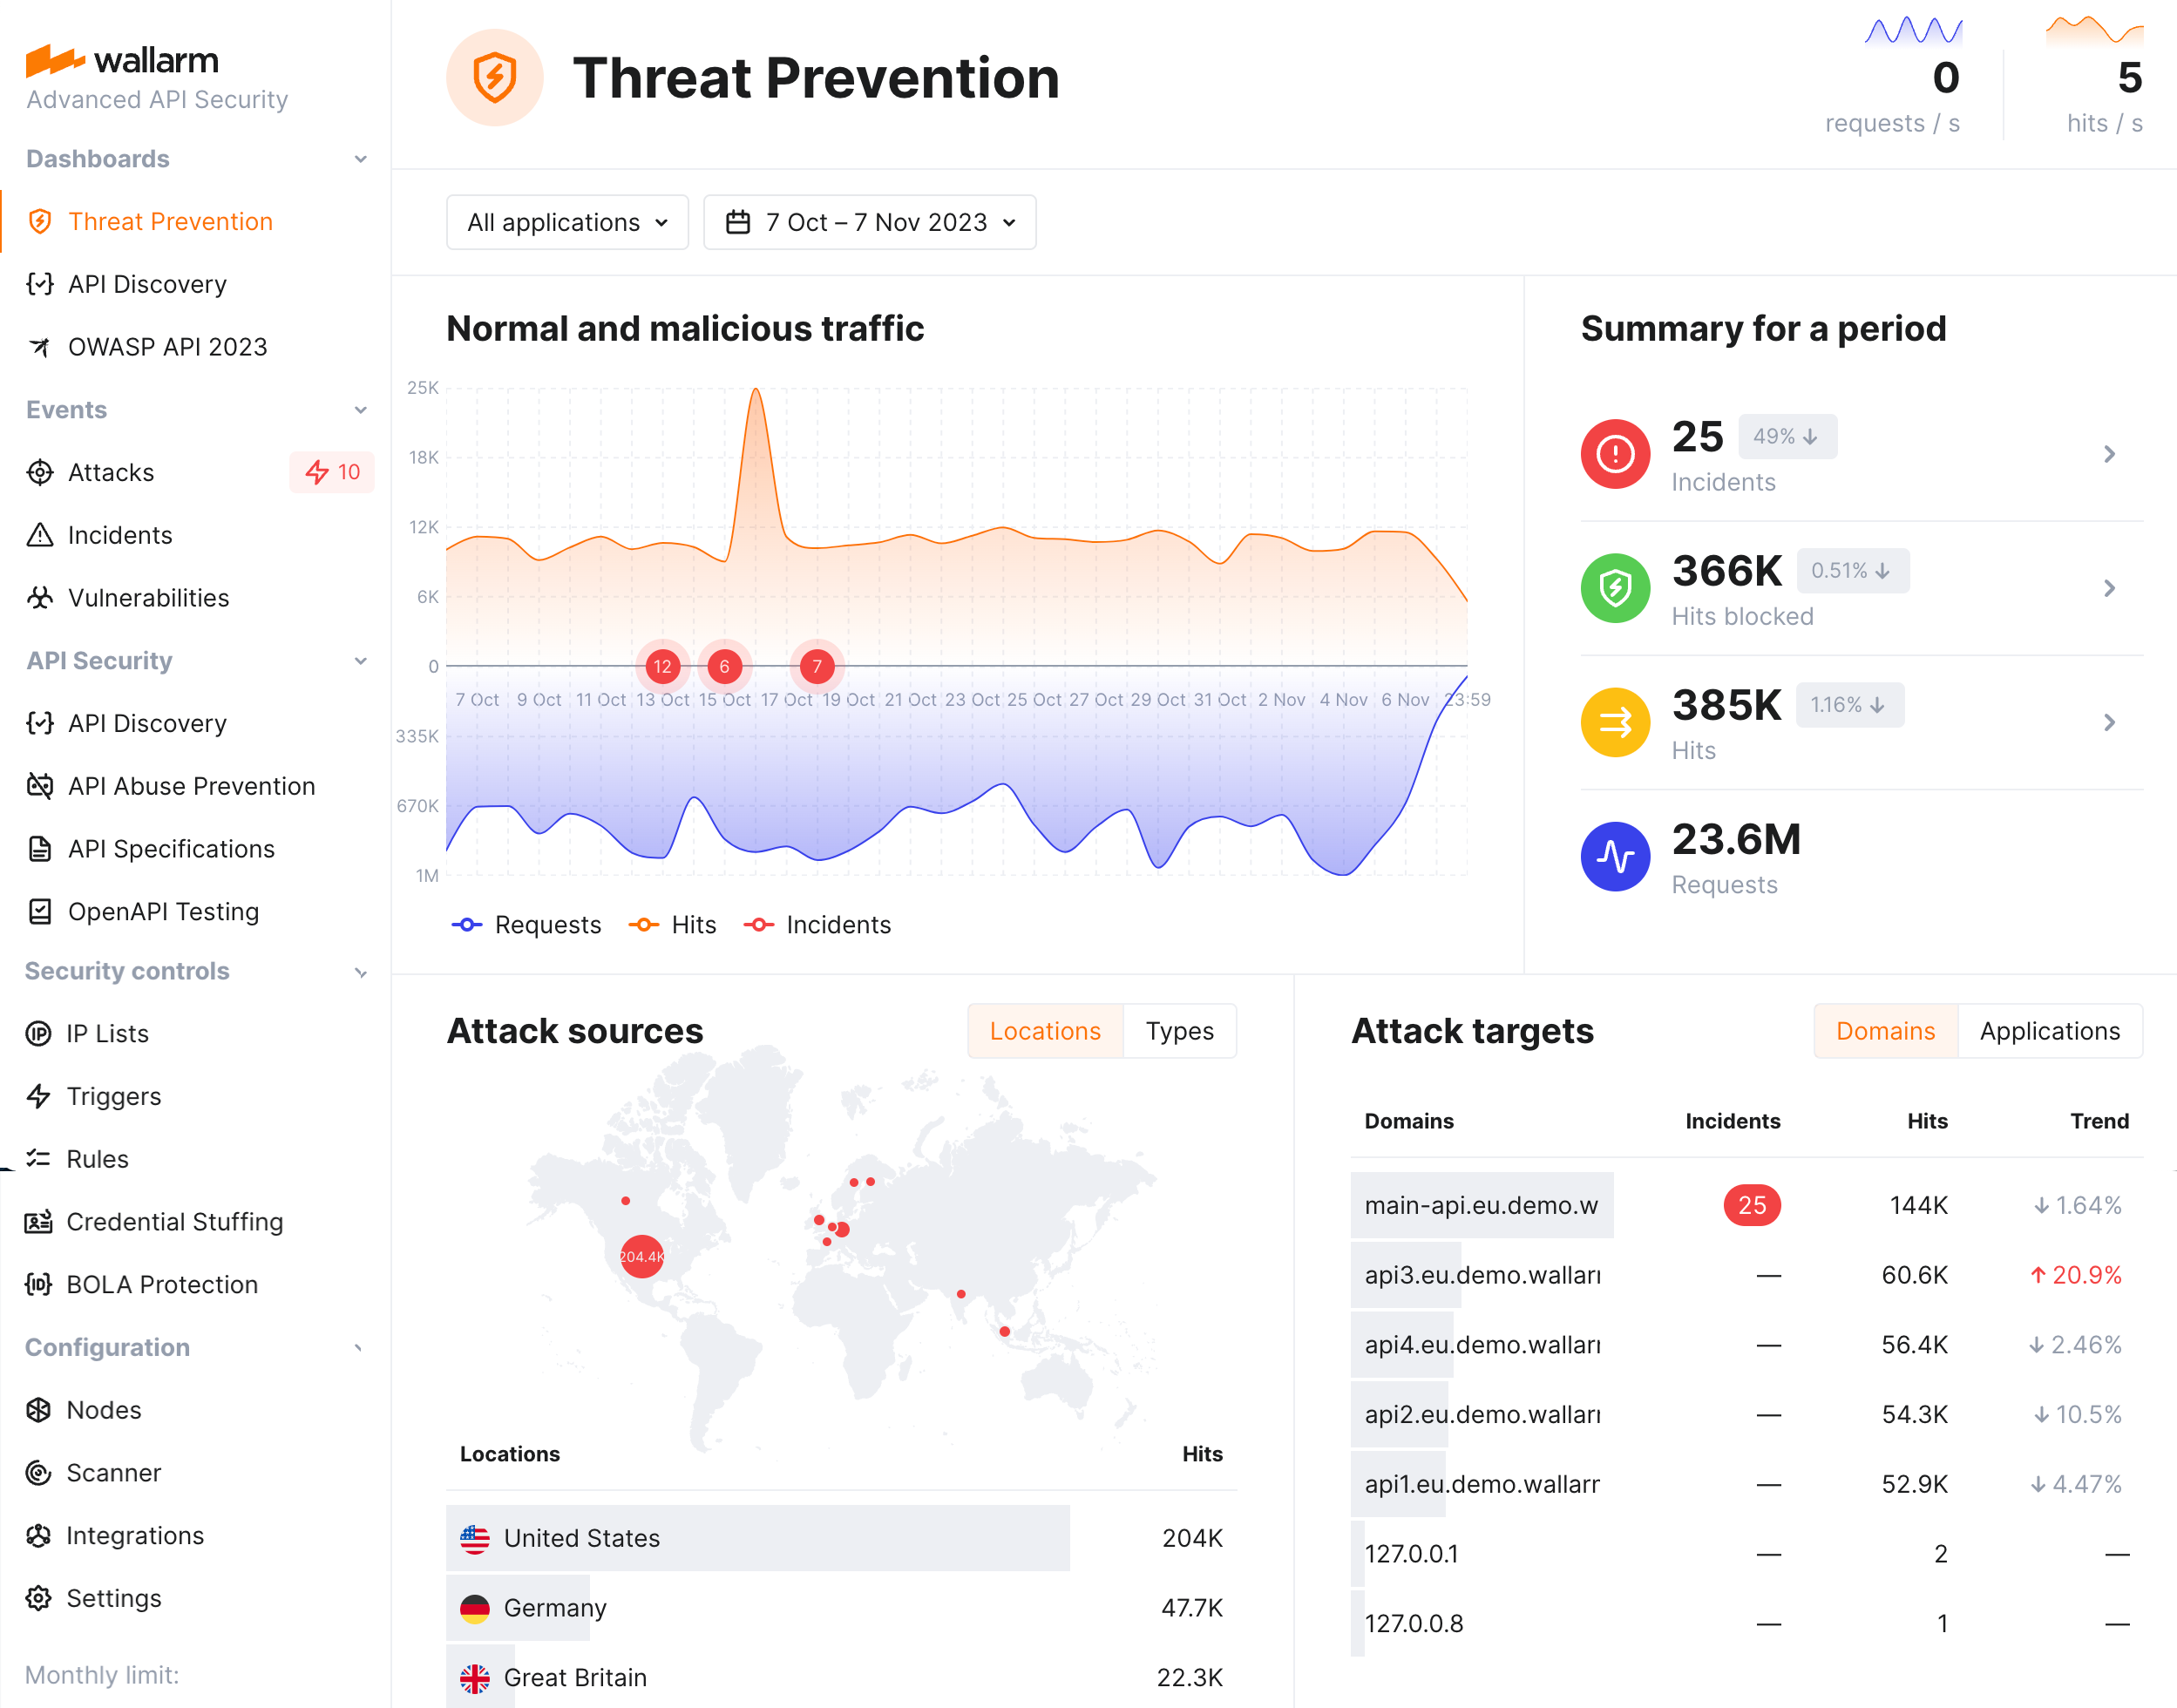 wallarm
Advanced API Security
Dashboards
Threat Prevention
API Discovery
OWASP API 2023
Events
Attacks 10
Incidents
Vulnerabilities
API Security
API Discovery
API Abuse Prevention
API Specifications
OpenAPI Testing
Security controls
IP Lists
Triggers
Rules
Credential Stuffing
BOLA Protection
Configuration
Nodes
Scanner
Integrations
Settings
Monthly limit:
Threat Prevention
0
requests / s
5
hits / s
All applications
7 Oct – 7 Nov 2023
Normal and malicious traffic
25K
18K
12K
6K
0
12 6 7
7 Oct 9 Oct 11 Oct 13 Oct 15 Oct 17 Oct 19 Oct 21 Oct 23 Oct 25 Oct 27 Oct 29 Oct 31 Oct 2 Nov 4 Nov 6 Nov 23:59
335K
670K
1M
Requests Hits Incidents
Summary for a period
25 49% ↓
Incidents
366K 0.51% ↓
Hits blocked
385K 1.16% ↓
Hits
23.6M
Requests
Attack sources
Locations Types
204.4K
Locations Hits
United States 204K
Germany 47.7K
Great Britain 22.3K
Attack targets
Domains Applications
Domains Incidents Hits Trend
main-api.eu.demo.w 25 144K ↓ 1.64%
api3.eu.demo.wallarr — 60.6K ↑ 20.9%
api4.eu.demo.wallarr — 56.4K ↓ 2.46%
api2.eu.demo.wallarr — 54.3K ↓ 10.5%
api1.eu.demo.wallarr — 52.9K ↓ 4.47%
127.0.0.1 — 2 —
127.0.0.8 — 1 —